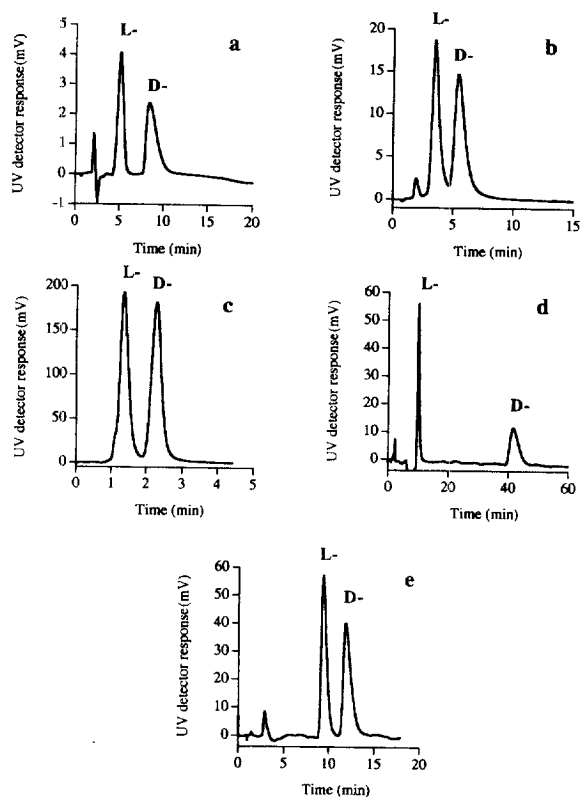 a
L-
D-
UV detector response (mV)
5
4
3
2
1
0
-1
0 5 10 15 20
Time (min)
b
L-
D-
UV detector response (mV)
20
15
10
5
0
0 5 10 15
Time (min)
c
L-
D-
UV detector response (mV)
200
150
100
50
0
0 1 2 3 4 5
Time (min)
d
L-
D-
UV detector response (mV)
60
50
40
30
20
10
0
0 20 40 60
Time (min)
e
L-
D-
UV detector response (mV)
60
50
40
30
20
10
0
0 5 10 15 20
Time (min)